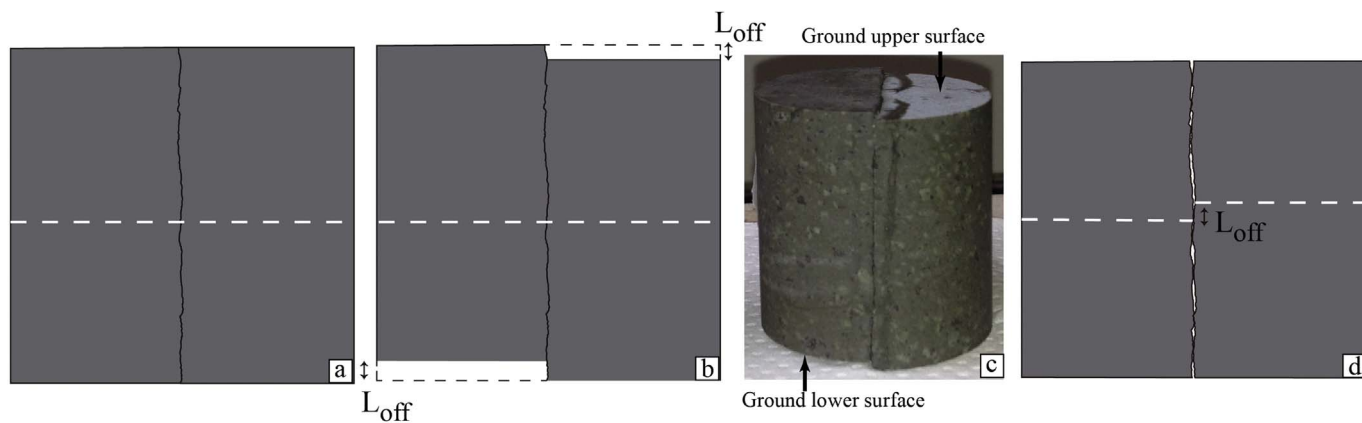 a
L_off
L_off
b
Ground upper surface
Ground lower surface
c
L_off
d